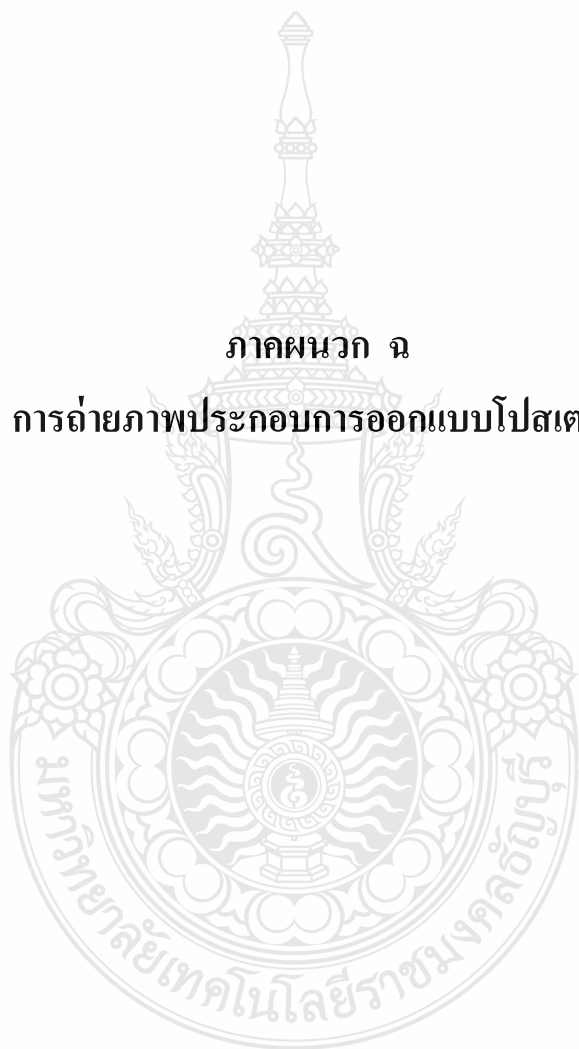 ภาคผนวก ฉ
การถ่ายภาพประกอบการออกแบบโปสเต
มหาวิทยาลัยเทคโนโลยีราชมงคลธัญบุรี